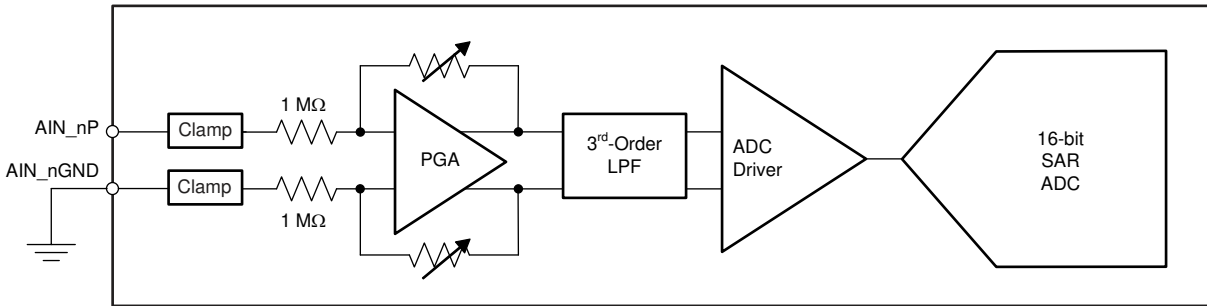 AIN_nP
AIN_nGND
Clamp
Clamp
1 MΩ
1 MΩ
PGA
3rd-Order
LPF
ADC
Driver
16-bit
SAR
ADC